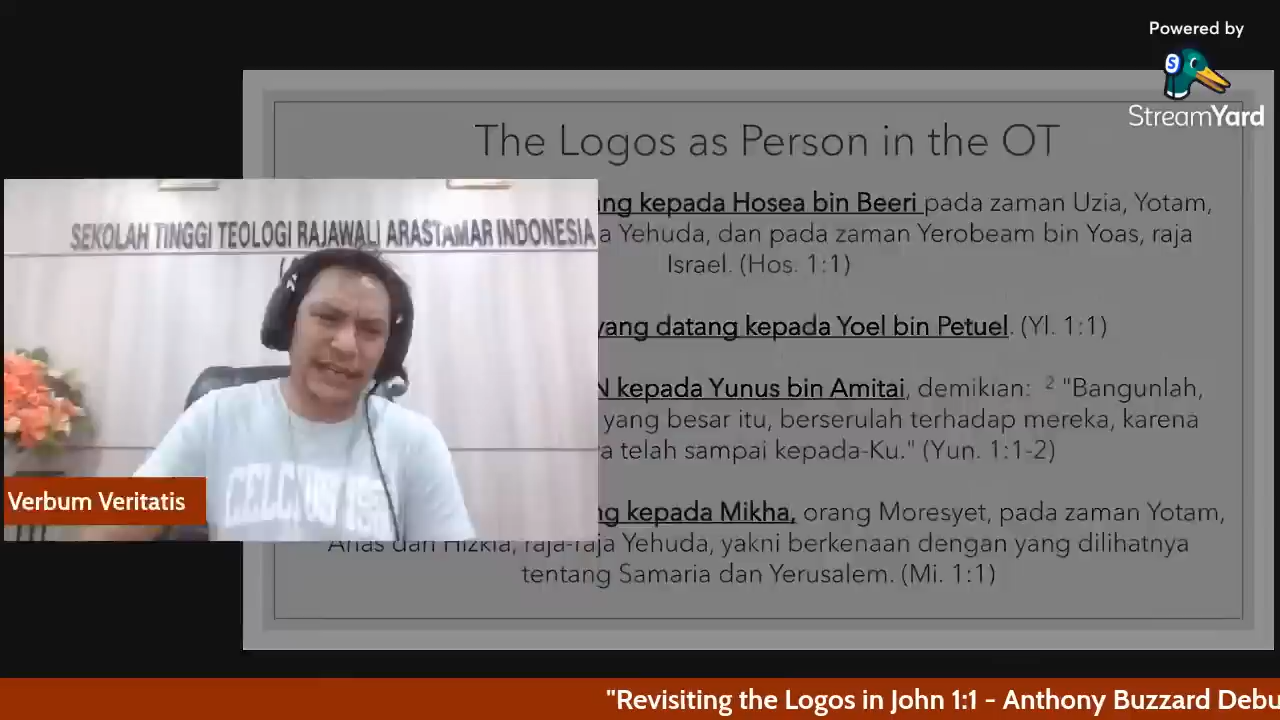 Powered by
StreamYard
The Logos as Person in the OT
ang kepada Hosea bin Beeri pada zaman Uzia, Yotam,
a Yehuda, dan pada zaman Yerobeam bin Yoas, raja
Israel. (Hos. 1:1)
yang datang kepada Yoel bin Petuel. (Yl. 1:1)
N kepada Yunus bin Amitai, demikian: 2 "Bangunlah,
yang besar itu, berserulah terhadap mereka, karena
a telah sampai kepada-Ku." (Yun. 1:1-2)
ng kepada Mikha, orang Moresyet, pada zaman Yotam,
Ahas dan Hizkia, raja-raja Yehuda, yakni berkenaan dengan yang dilihatnya
tentang Samaria dan Yerusalem. (Mi. 1:1)
SEKOLAH TINGGI TEOLOGI RAJAWALI ARASTAMAR INDONESIA
Verbum Veritatis
"Revisiting the Logos in John 1:1 - Anthony Buzzard Debu